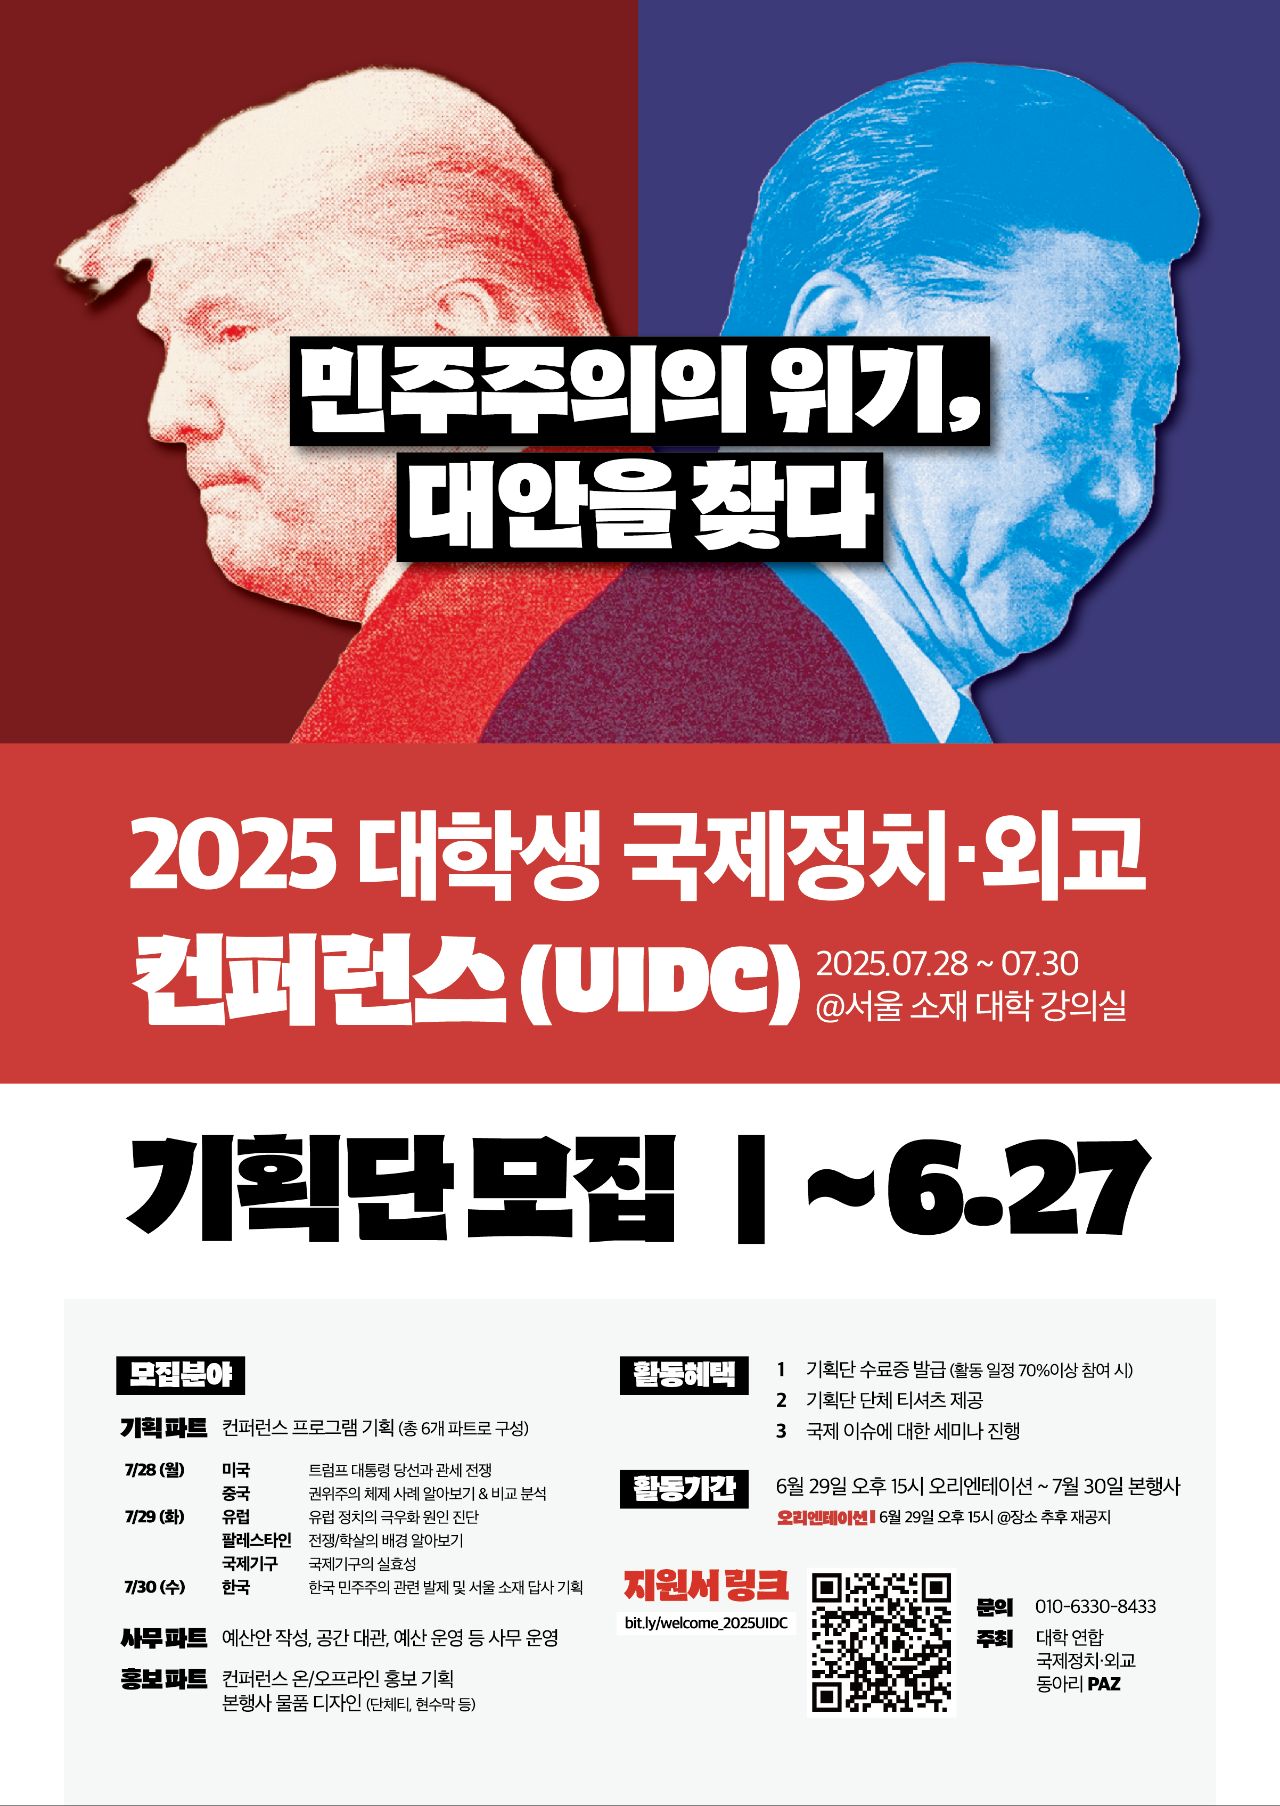 민주주의의 위기,
대안을 찾다
2025 대학생 국제정치·외교
컨퍼런스 (UIDC)
2025.07.28 ~ 07.30
@서울 소재 대학 강의실
기획단 모집 | ~6.27
모집분야
기획파트 컨퍼런스 프로그램 기획 (총 6개 파트로 구성)
7/28 (월) 미국 트럼프 대통령 당선과 관세 전쟁
중국 권위주의 체제 사례 알아보기 & 비교 분석
7/29 (화) 유럽 유럽 정치의 극우화 원인 진단
팔레스타인 전쟁/학살의 배경 알아보기
국제기구 국제기구의 실효성
7/30 (수) 한국 한국 민주주의 관련 발제 및 서울 소재 답사 기획
사무파트 예산안 작성, 공간 대관, 예산 운영 등 사무 운영
홍보파트 컨퍼런스 온/오프라인 홍보 기획
본행사 물품 디자인 (단체티, 현수막 등)
활동혜택
1 기획단 수료증 발급 (활동 일정 70%이상 참여 시)
2 기획단 단체 티셔츠 제공
3 국제 이슈에 대한 세미나 진행
활동기간 6월 29일 오후 15시 오리엔테이션 ~ 7월 30일 본행사
오리엔테이션 | 6월 29일 오후 15시 @장소 추후 재공지
지원서 링크
bit.ly/welcome_2025UIDC
문의 010-6330-8433
주최 대학 연합
국제정치·외교
동아리 PAZ